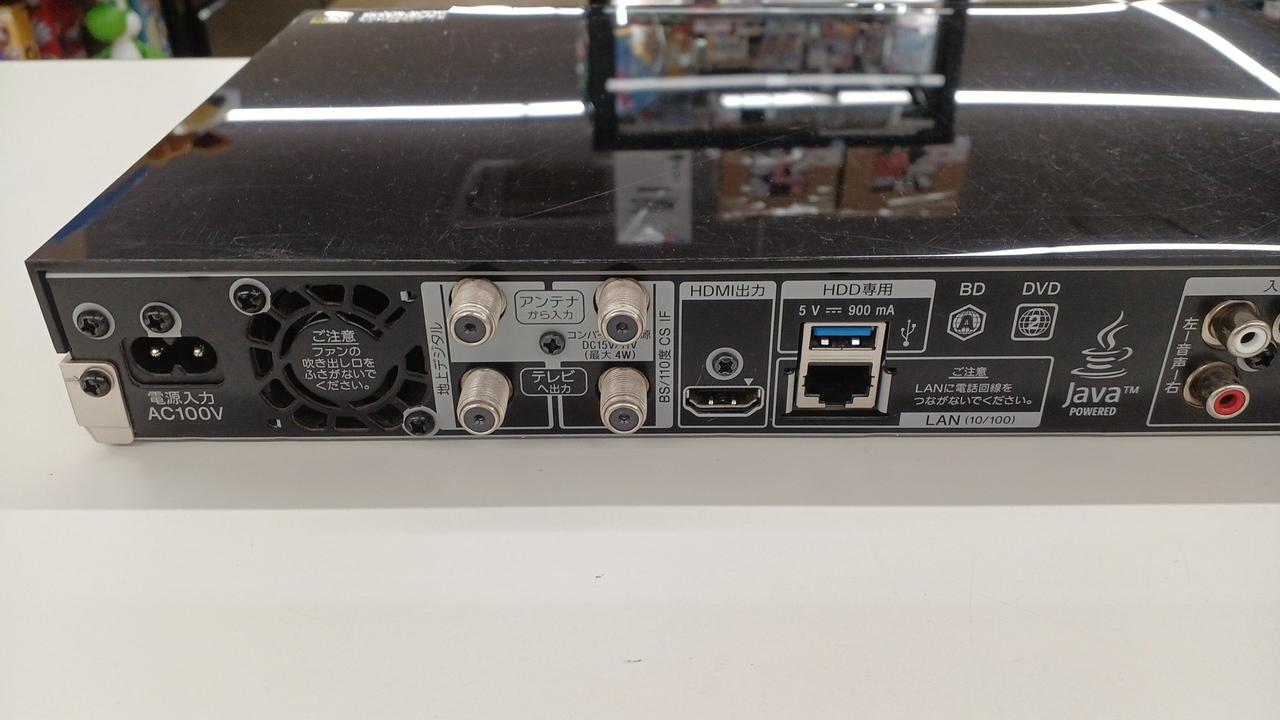 電源入力
AC100V
ご注意
ファンの
吹き出し口を
ふさがないで
ください。
地上デジタル
アンテナ
から入力
DC15V/11V
(最大 4W)
テレビ
へ出力
BS/110度 CS IF
HDMI出力
HDD専用
5 V 900 mA
BD
A
DVD
2
ご注意
LANに電話回線を
つながないでください。
LAN (10/100)
Java™
POWERED
入
左
音声
右